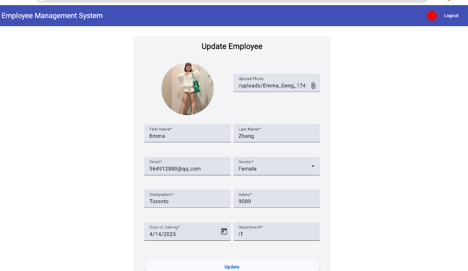 Employee Management System
Logout
Update Employee
Upload Photo
/uploads/Emma_Geng_174
First Name*
Emma
Last Name*
Zhang
Email*
964912880@qq.com
Gender*
Female
Designation*
Toronto
Salary*
9000
Date of Joining*
4/14/2025
Department*
IT
Update